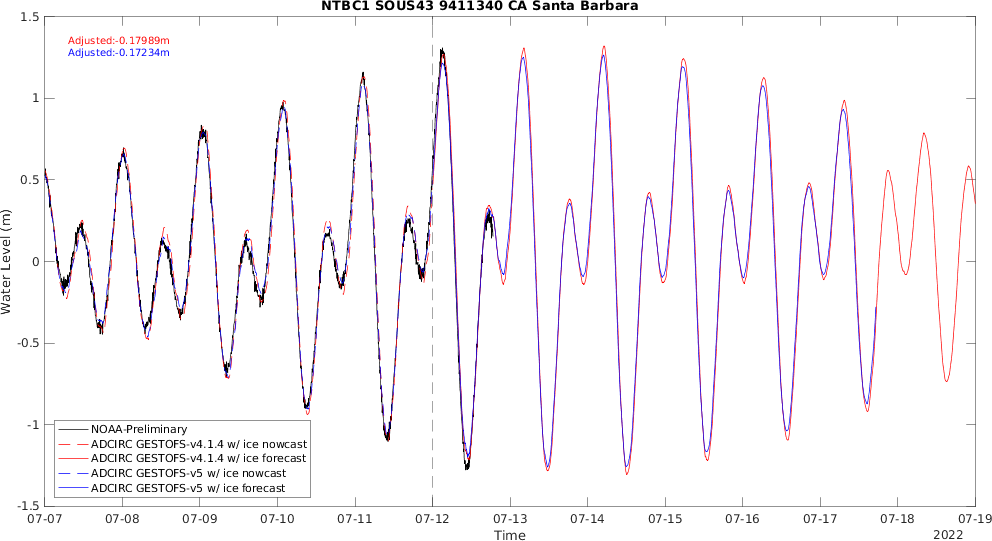 NTBC1 SOUS43 9411340 CA Santa Barbara
Adjusted:-0.17989m
Adjusted:-0.17234m
1.5
1
0.5
0
-0.5
-1
-1.5
Water Level (m)
NOAA-Preliminary
ADCIRC GESTOFS-v4.1.4 w/ ice nowcast
ADCIRC GESTOFS-v4.1.4 w/ ice forecast
ADCIRC GESTOFS-v5 w/ ice nowcast
ADCIRC GESTOFS-v5 w/ ice forecast
07-07 07-08 07-09 07-10 07-11 07-12 07-13 07-14 07-15 07-16 07-17 07-18 07-19
Time
2022